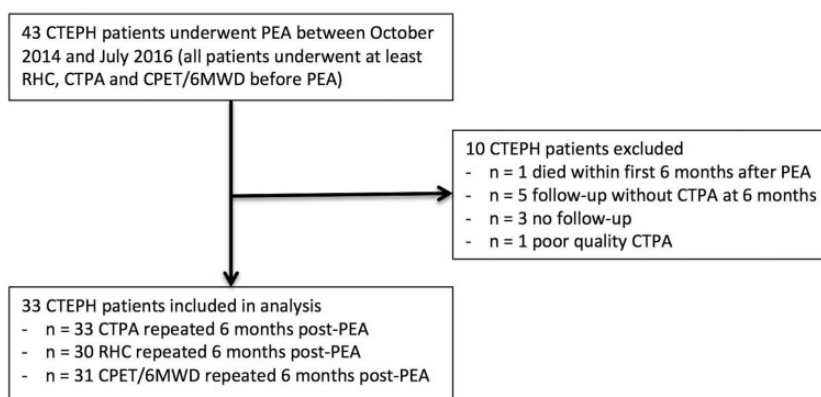 43 CTEPH patients underwent PEA between October
2014 and July 2016 (all patients underwent at least
RHC, CTPA and CPET/6MWD before PEA)
10 CTEPH patients excluded
- n = 1 died within first 6 months after PEA
- n = 5 follow-up without CTPA at 6 months
- n = 3 no follow-up
- n = 1 poor quality CTPA
33 CTEPH patients included in analysis
- n = 33 CTPA repeated 6 months post-PEA
- n = 30 RHC repeated 6 months post-PEA
- n = 31 CPET/6MWD repeated 6 months post-PEA